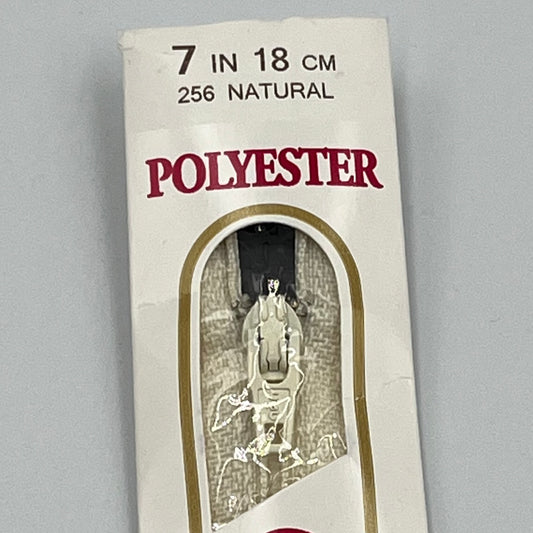 7 IN 18 CM
256 NATURAL
POLYESTER